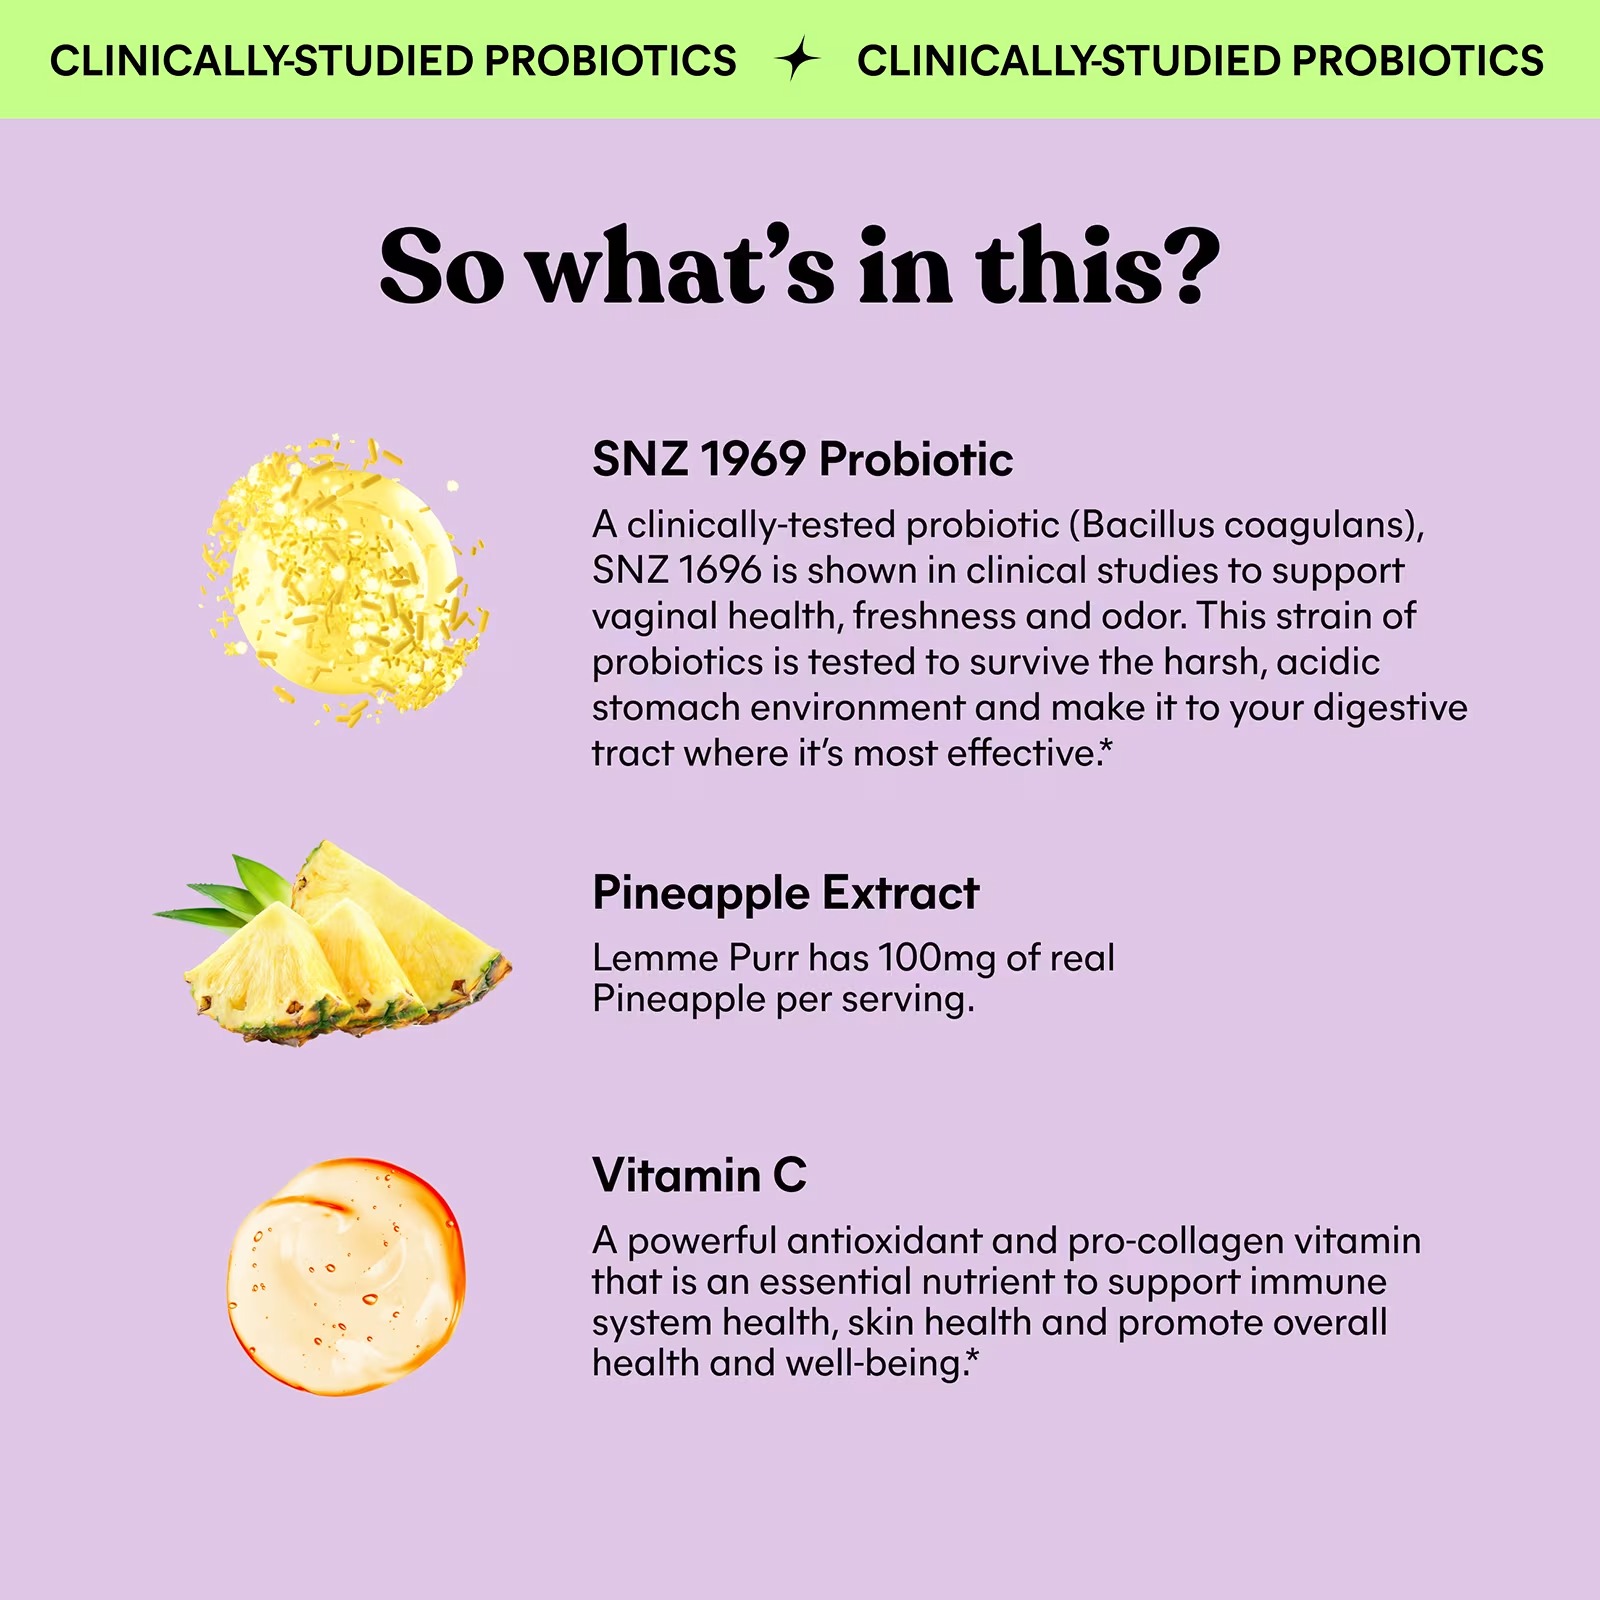 CLINICALLY-STUDIED PROBIOTICS CLINICALLY-STUDIED PROBIOTICS
So what's in this?
SNZ 1969 Probiotic
A clinically-tested probiotic (Bacillus coagulans),
SNZ 1696 is shown in clinical studies to support
vaginal health, freshness and odor. This strain of
probiotics is tested to survive the harsh, acidic
stomach environment and make it to your digestive
tract where it's most effective.*
Pineapple Extract
Lemme Purr has 100mg of real
Pineapple per serving.
Vitamin C
A powerful antioxidant and pro-collagen vitamin
that is an essential nutrient to support immune
system health, skin health and promote overall
health and well-being.*